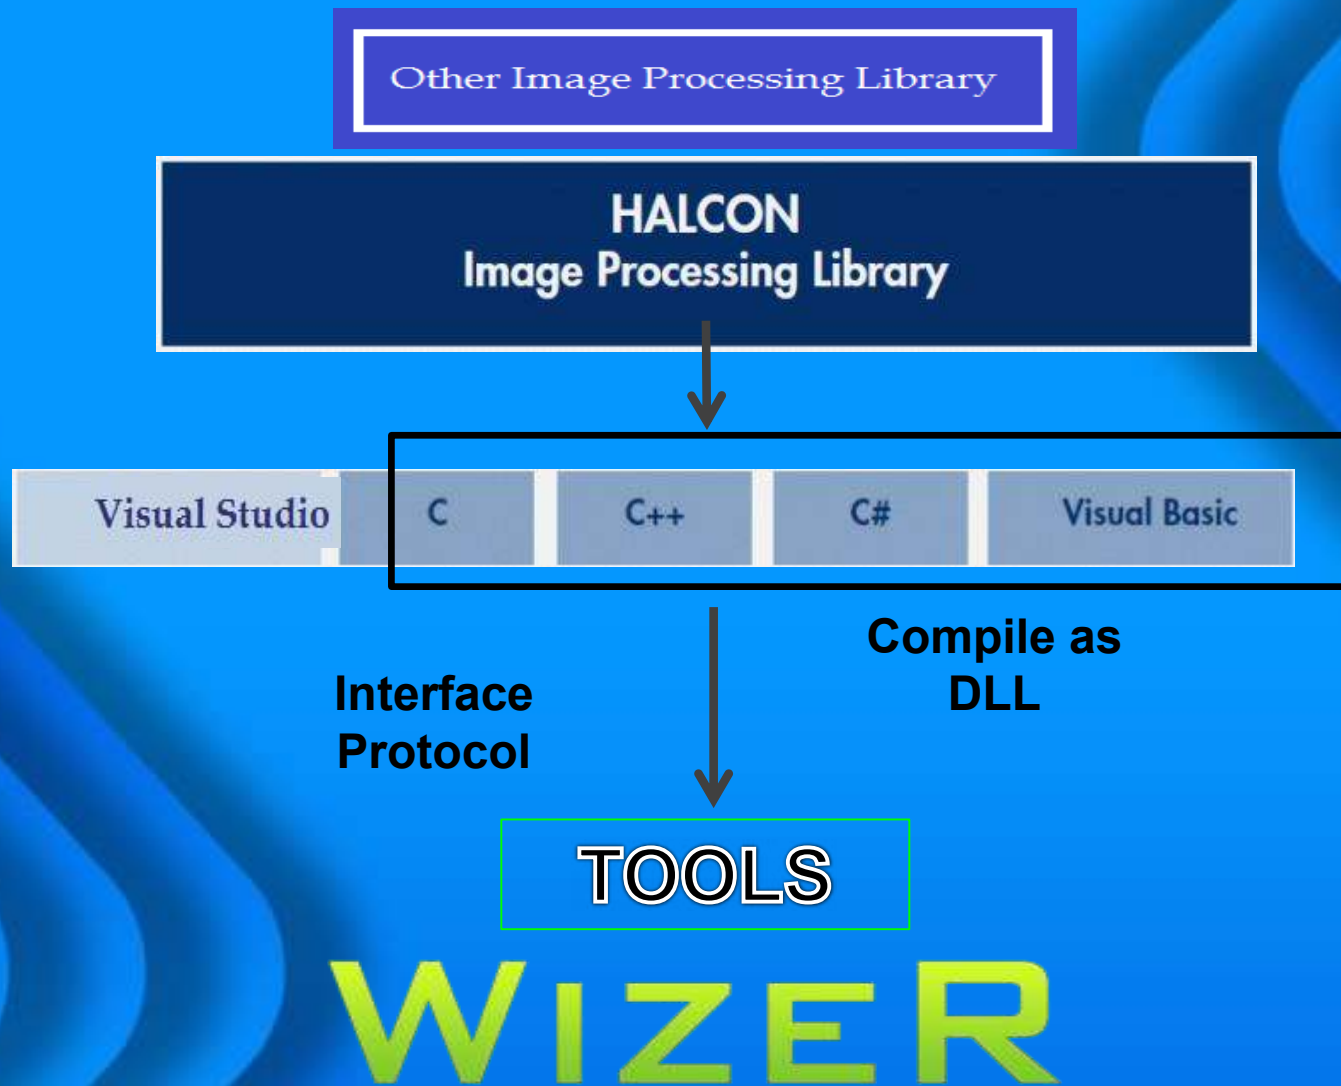 Other Image Processing Library
HALCON
Image Processing Library
Visual Studio C C++ C# Visual Basic
Compile as
DLL
Interface
Protocol
TOOLS
WIZER